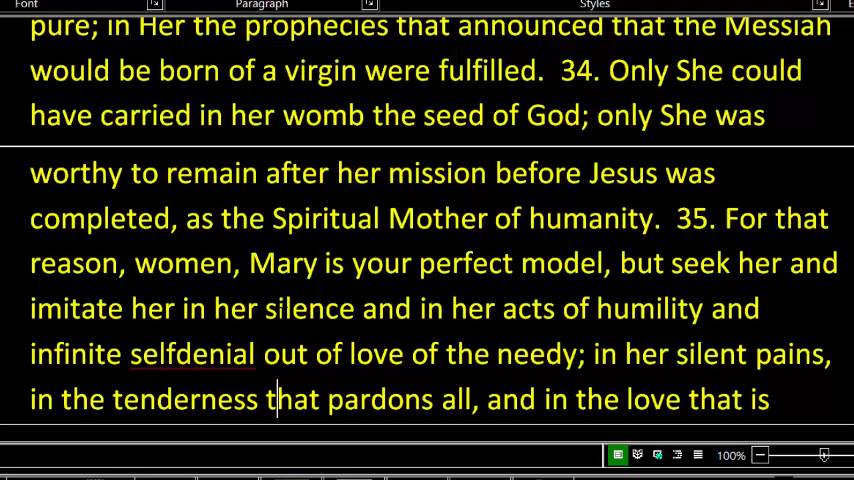 Font Paragraph Styles
pure; in Her the prophecies that announced that the Messiah
would be born of a virgin were fulfilled. 34. Only She could
have carried in her womb the seed of God; only She was
worthy to remain after her mission before Jesus was
completed, as the Spiritual Mother of humanity. 35. For that
reason, women, Mary is your perfect model, but seek her and
imitate her in her silence and in her acts of humility and
infinite selfdenial out of love of the needy; in her silent pains,
in the tenderness that pardons all, and in the love that is
100%